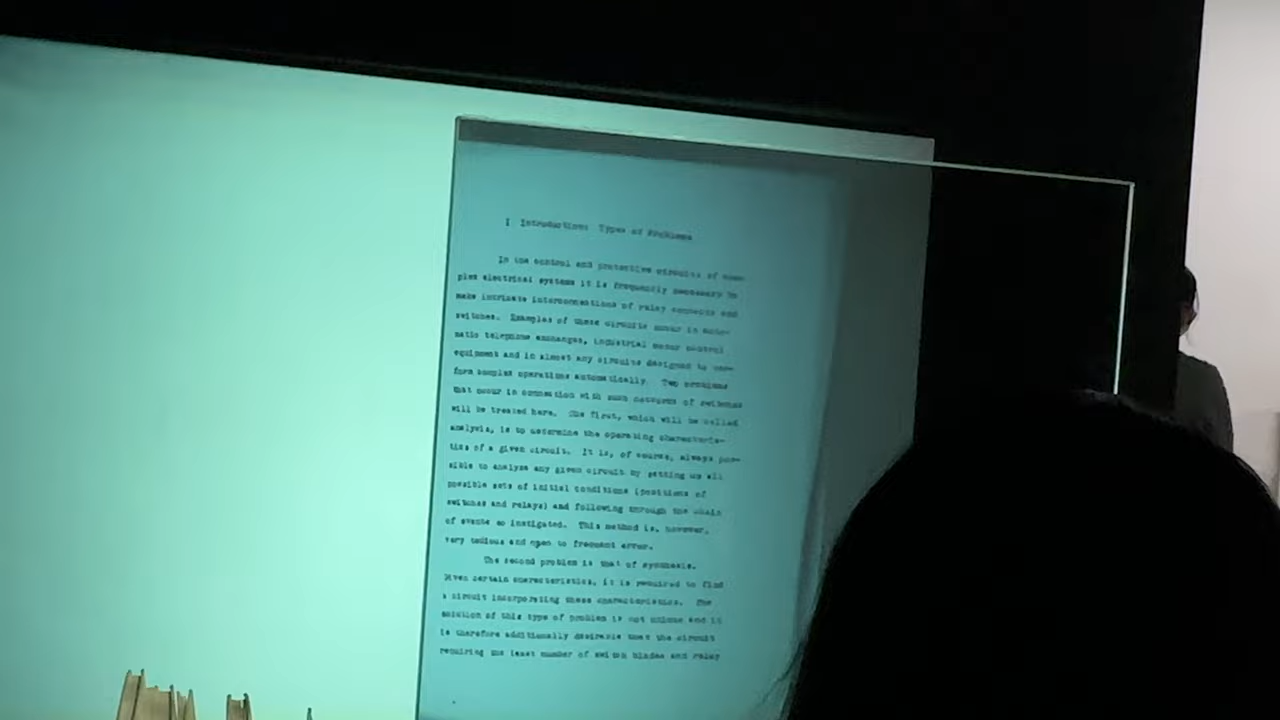 I Introduction: Types of Problems
In the control and protective circuits of com-
plex electrical systems it is frequently necessary to
make intricate interconnections of relay contacts and
switches. Examples of these circuits occur in auto-
matic telephone exchanges, industrial motor control
equipment and in almost any circuits designed to per-
form complex operations automatically. Two problems
that occur in connection with such networks of switches
will be treated here. The first, which will be called
analysis, is to determine the operating characteris-
tics of a given circuit. It is, of course, always pos-
sible to analyze any given circuit by setting up all
possible sets of initial conditions (positions of
switches and relays) and following through the chain
of events so instigated. This method is, however,
very tedious and open to frequent error.
The second problem is that of synthesis.
Given certain characteristics, it is required to find
a circuit incorporating these characteristics. The
solution of this type of problem is not unique and it
is therefore additionally desirable that the circuit
requiring the least number of switch blades and relay